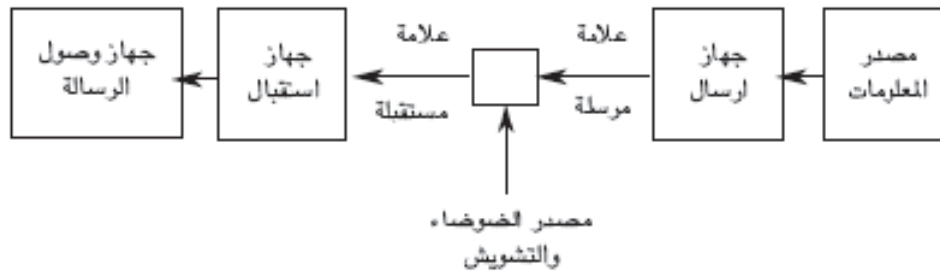 مصدر
المعلومات
جهاز
ارسال
علامة
مرسلة
علامة
مستقبلة
جهاز
استقبال
جهاز وصول
الرسالة
مصدر الضوضاء
والتشويش